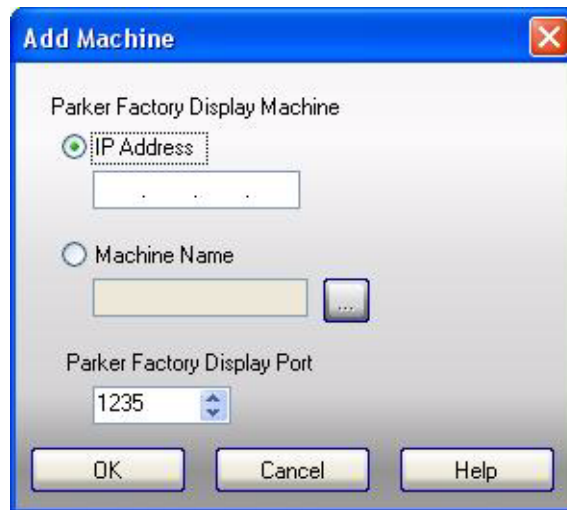 Add Machine
Parker Factory Display Machine
IP Address
. . .
Machine Name
...
Parker Factory Display Port
1235
OK Cancel Help